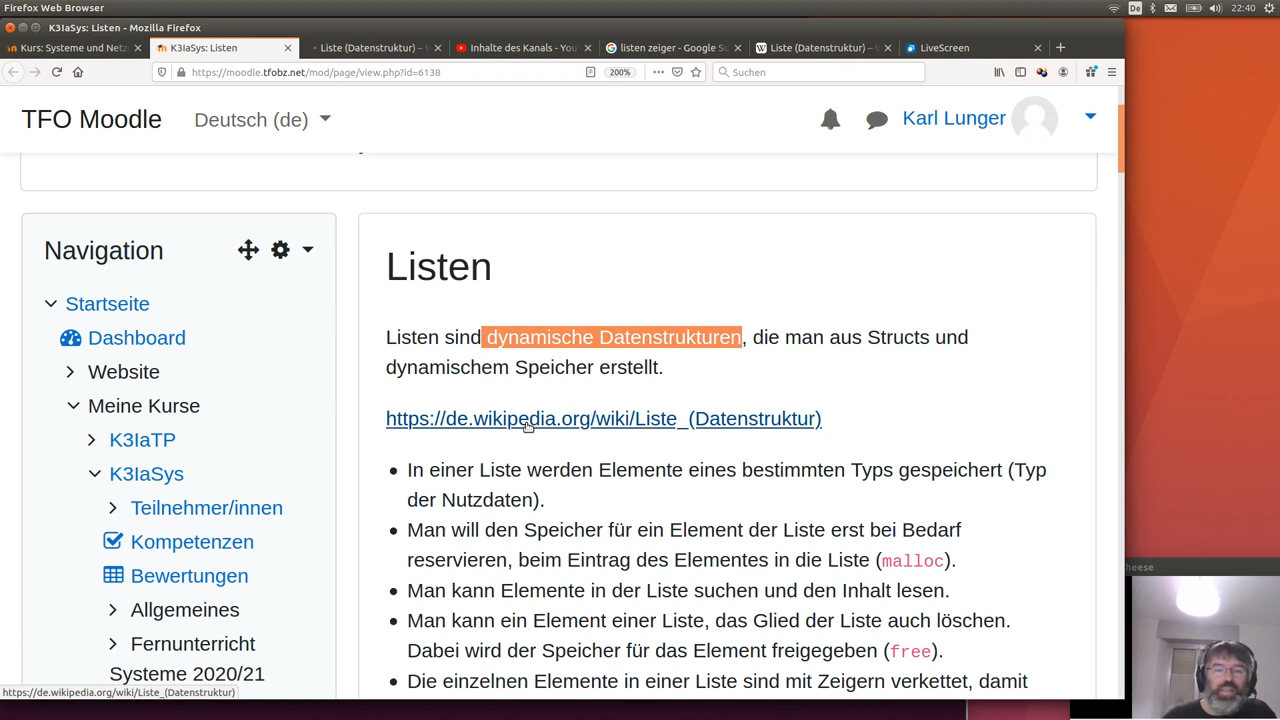 Firefox Web Browser
De
22:40
K3IaSys: Listen - Mozilla Firefox
Kurs: Systeme und Netz
K3IaSys: Listen
Liste (Datenstruktur) –
Inhalte des Kanals - You
listen zeiger - Google Su
Liste (Datenstruktur) –
LiveScreen
https://moodle.tfobz.net/mod/page/view.php?id=6138
200%
Suchen
TFO Moodle
Deutsch (de)
Karl Lunger
Navigation
Startseite
Dashboard
Website
Meine Kurse
K3IaTP
K3IaSys
Teilnehmer/innen
Kompetenzen
Bewertungen
Allgemeines
Fernunterricht
Systeme 2020/21
Listen
Listen sind dynamische Datenstrukturen, die man aus Structs und
dynamischem Speicher erstellt.
https://de.wikipedia.org/wiki/Liste_(Datenstruktur)
• In einer Liste werden Elemente eines bestimmten Typs gespeichert (Typ
der Nutzdaten).
• Man will den Speicher für ein Element der Liste erst bei Bedarf
reservieren, beim Eintrag des Elementes in die Liste (malloc).
• Man kann Elemente in der Liste suchen und den Inhalt lesen.
• Man kann ein Element einer Liste, das Glied der Liste auch löschen.
Dabei wird der Speicher für das Element freigegeben (free).
• Die einzelnen Elemente in einer Liste sind mit Zeigern verkettet, damit
https://de.wikipedia.org/wiki/Liste_(Datenstruktur)
heese